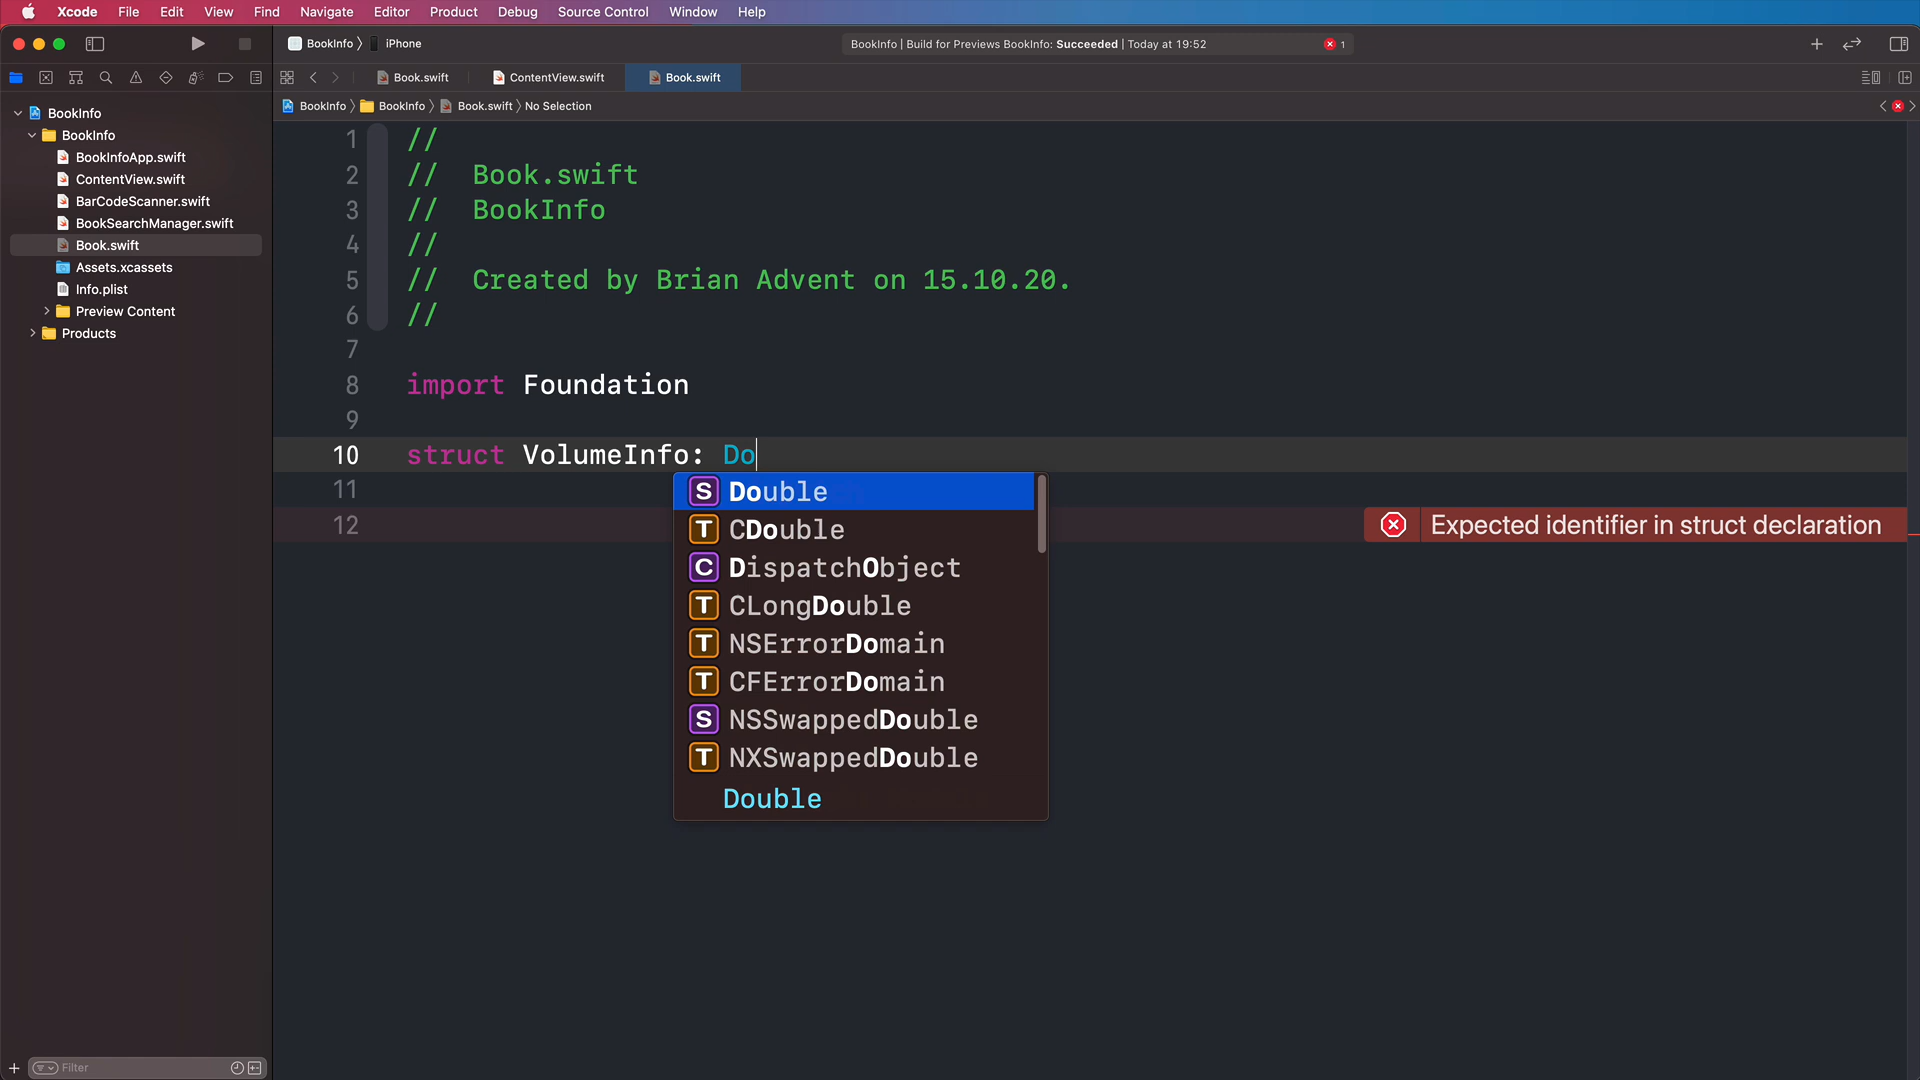 Xcode File Edit View Find Navigate Editor Product Debug Source Control Window Help
BookInfo iPhone
BookInfo | Build for Previews BookInfo: Succeeded | Today at 19:52
1
Book.swift ContentView.swift Book.swift
BookInfo BookInfo Book.swift No Selection
BookInfo
BookInfo
BookInfoApp.swift
ContentView.swift
BarCodeScanner.swift
BookSearchManager.swift
Book.swift
Assets.xcassets
Info.plist
Preview Content
Products
Filter
1 //
2 // Book.swift
3 // BookInfo
4 //
5 // Created by Brian Advent on 15.10.20.
6 //
7
8 import Foundation
9
10 struct VolumeInfo: Do
11
12
Expected identifier in struct declaration
S Double
T CDouble
C DispatchObject
T CLongDouble
T NSErrorDomain
T CFErrorDomain
S NSSwappedDouble
T NXSwappedDouble
Double